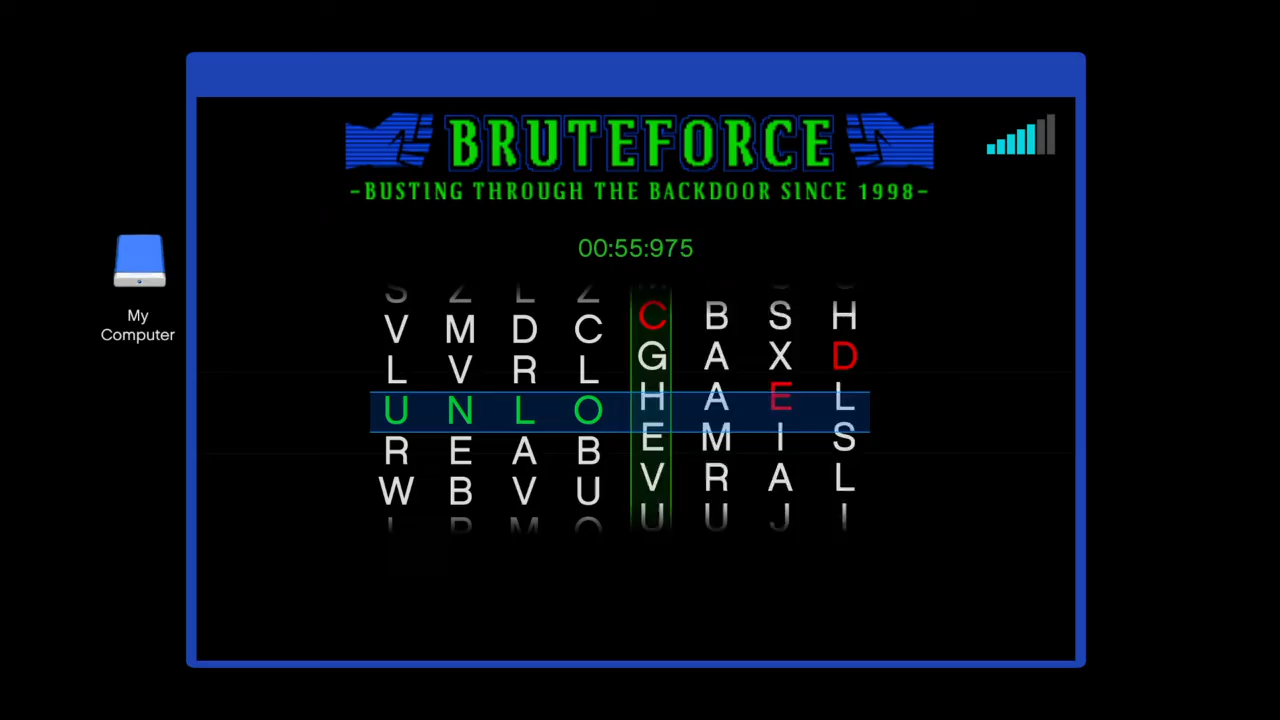 BRUTEFORCE
-BUSTING THROUGH THE BACKDOOR SINCE 1998-
00:55:975
My
Computer
S Z L Z
V M D C C B S H
L V R L G A X D
U N L O H A E L
R E A B E M I S
W B V U V R A L
U U J